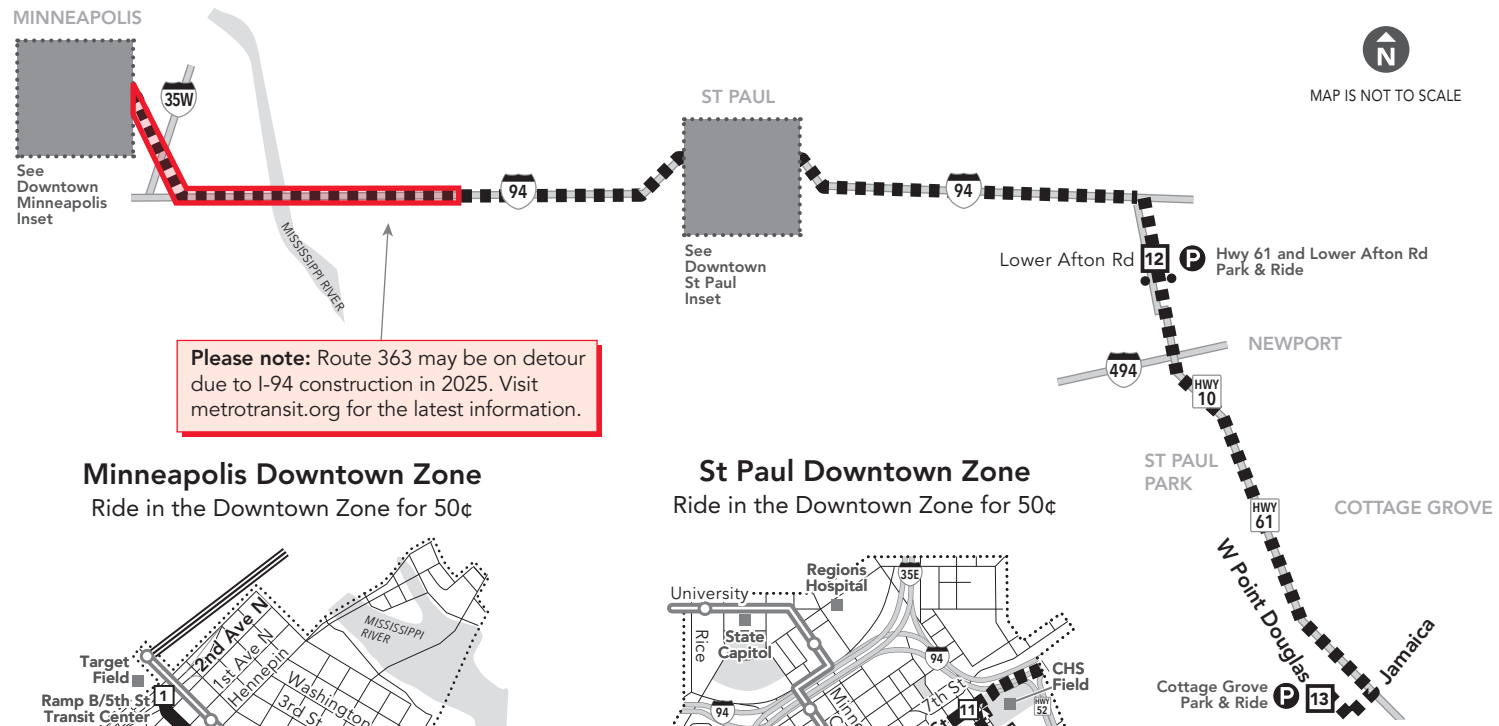 MINNEAPOLIS
35W
See
Downtown
Minneapolis
Inset
94
ST PAUL
See
Downtown
St Paul
Inset
94
N
MAP IS NOT TO SCALE
MISSISSIPPI RIVER
Lower Afton Rd
12
P
Hwy 61 and Lower Afton Rd
Park & Ride
NEWPORT
494
HWY
10
Please note: Route 363 may be on detour
due to I-94 construction in 2025. Visit
metrotransit.org for the latest information.
ST PAUL
PARK
HWY
61
COTTAGE GROVE
W Point Douglas
Jamaica
Cottage Grove
Park & Ride
P
13
Minneapolis Downtown Zone
Ride in the Downtown Zone for 50¢
MISSISSIPPI
RIVER
2nd Ave N
1st Ave N
Hennepin
Washington
3rd St
Target
Field
Ramp B/5th St
Transit Center
1
St Paul Downtown Zone
Ride in the Downtown Zone for 50¢
University
Regions
Hospital
35E
Rice
State
Capitol
94
94
7th St
11
CHS
Field
HWY
52